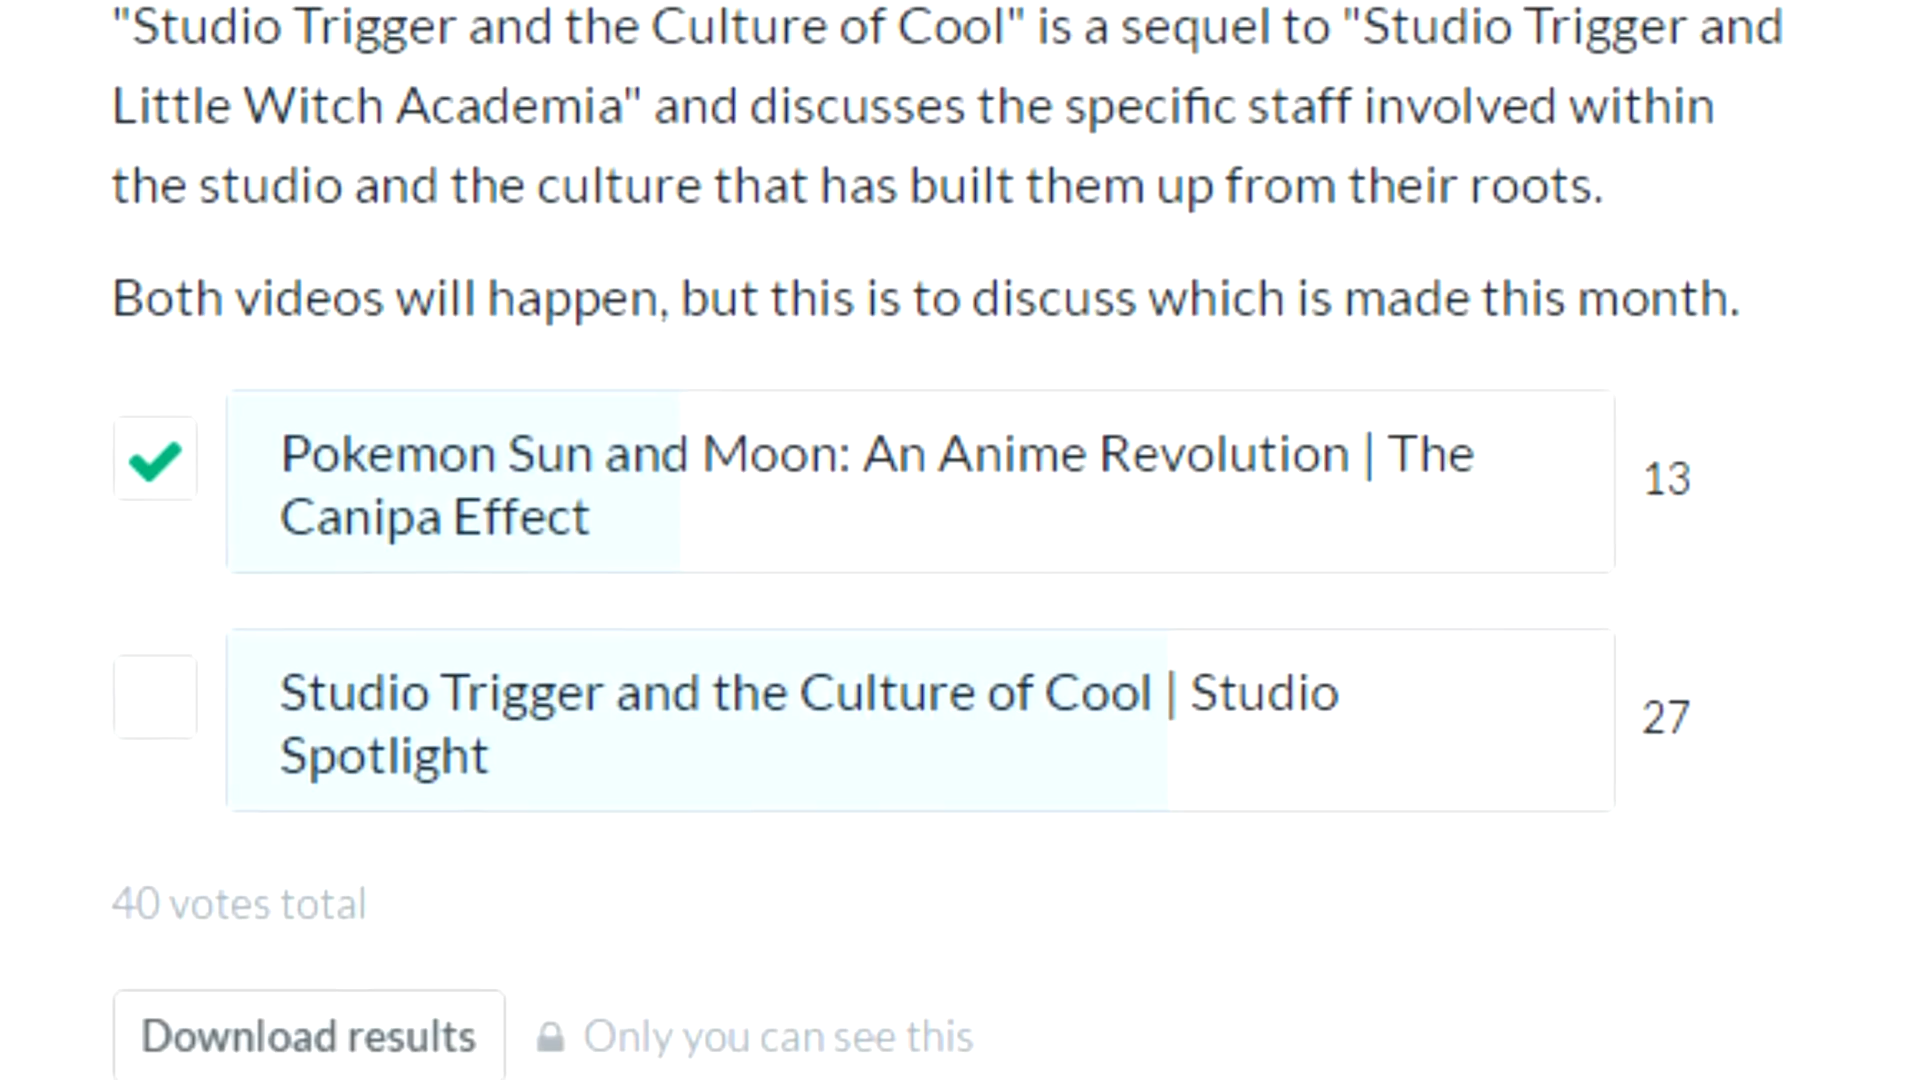 "Studio Trigger and the Culture of Cool" is a sequel to "Studio Trigger and
Little Witch Academia" and discusses the specific staff involved within
the studio and the culture that has built them up from their roots.
Both videos will happen, but this is to discuss which is made this month.
Pokemon Sun and Moon: An Anime Revolution | The
Canipa Effect
13
Studio Trigger and the Culture of Cool | Studio
Spotlight
27
40 votes total
Download results
Only you can see this